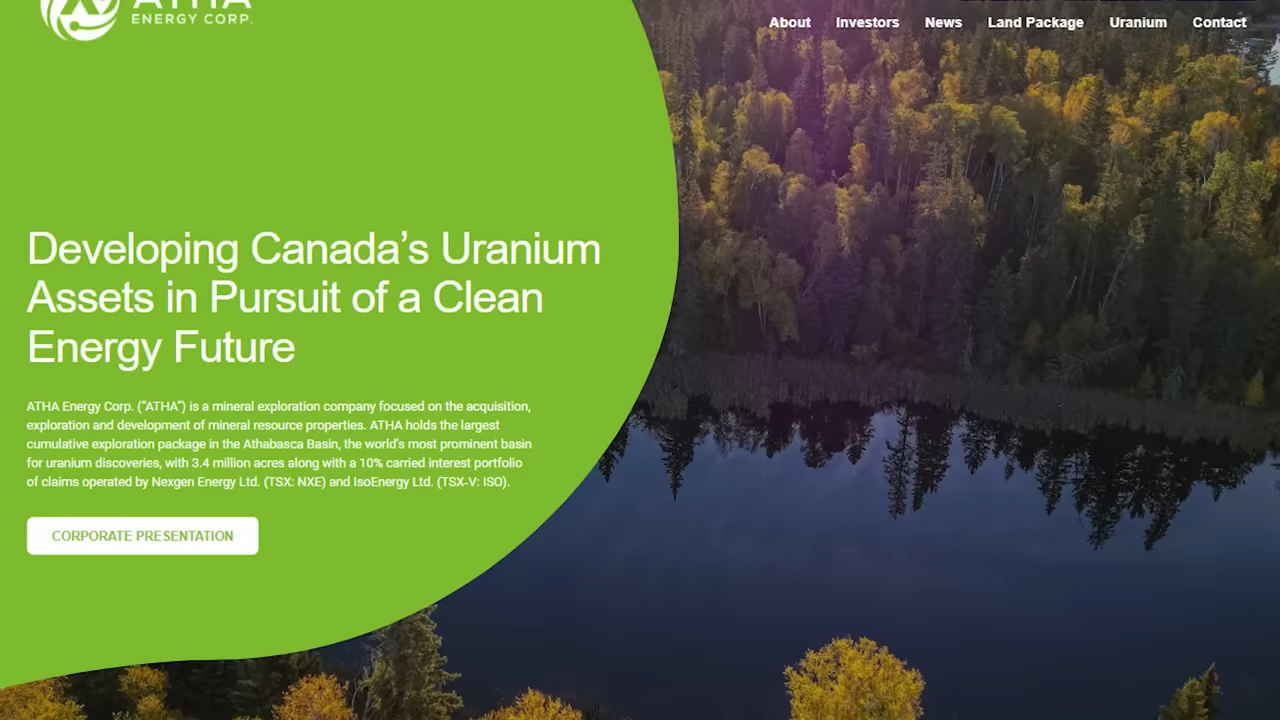 ATHA
ENERGY CORP.
About Investors News Land Package Uranium Contact
Developing Canada’s Uranium
Assets in Pursuit of a Clean
Energy Future
ATHA Energy Corp. (“ATHA”) is a mineral exploration company focused on the acquisition,
exploration and development of mineral resource properties. ATHA holds the largest
cumulative exploration package in the Athabasca Basin, the world’s most prominent basin
for uranium discoveries, with 3.4 million acres along with a 10% carried interest portfolio
of claims operated by Nexgen Energy Ltd. (TSX: NXE) and IsoEnergy Ltd. (TSX-V: ISO).
CORPORATE PRESENTATION